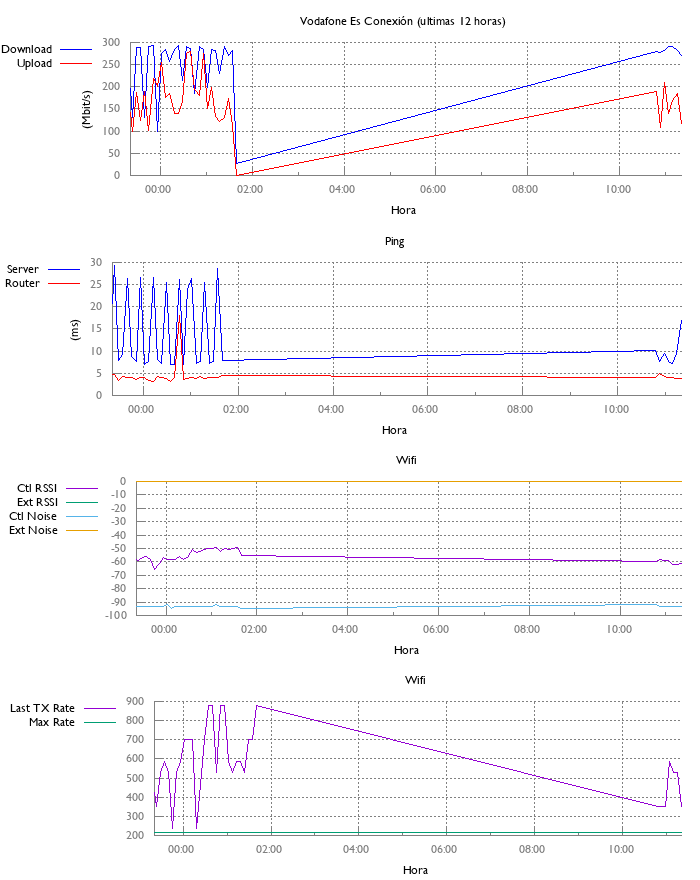 Vodafone Es Conexión (ultimas 12 horas)
Download
Upload
(Mbit/s)
300
250
200
150
100
50
0
00:00 02:00 04:00 06:00 08:00 10:00
Hora
Ping
Server
Router
(ms)
30
25
20
15
10
5
0
00:00 02:00 04:00 06:00 08:00 10:00
Hora
Wifi
Ctl RSSI
Ext RSSI
Ctl Noise
Ext Noise
0
-10
-20
-30
-40
-50
-60
-70
-80
-90
-100
00:00 02:00 04:00 06:00 08:00 10:00
Hora
Wifi
Last TX Rate
Max Rate
900
800
700
600
500
400
300
200
00:00 02:00 04:00 06:00 08:00 10:00
Hora